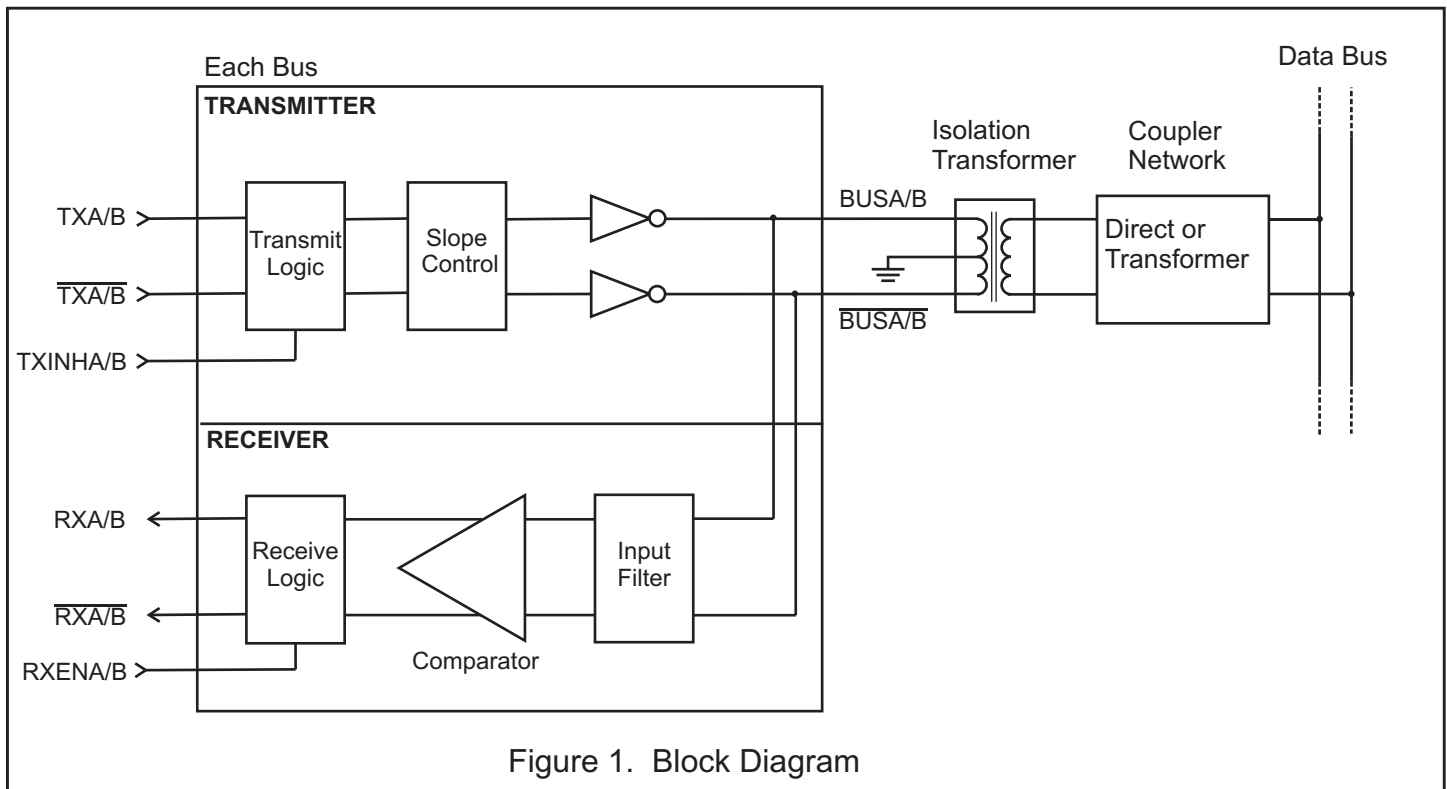 Each Bus
TRANSMITTER
Data Bus
Isolation
Transformer
Coupler
Network
TXA/B
TXA/B
TXINHA/B
Transmit
Logic
Slope
Control
BUSA/B
BUSA/B
Direct or
Transformer
RECEIVER
RXA/B
RXA/B
RXENA/B
Receive
Logic
Comparator
Input
Filter
Figure 1. Block Diagram